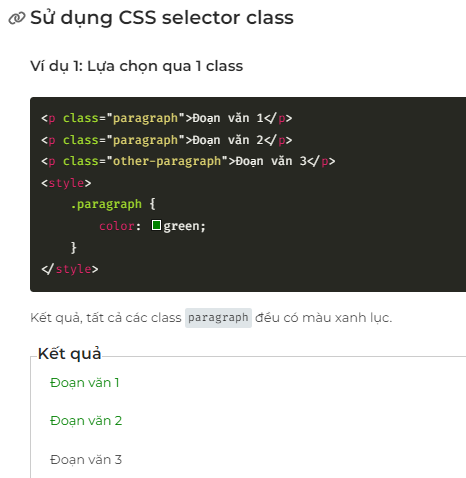 Sử dụng CSS selector class
Ví dụ 1: Lựa chọn qua 1 class
<p class="paragraph">Đoạn văn 1</p>
<p class="paragraph">Đoạn văn 2</p>
<p class="other-paragraph">Đoạn văn 3</p>
<style>
    .paragraph {
        color: green;
    }
</style>
Kết quả, tất cả các class paragraph đều có màu xanh lục.
Kết quả
Đoạn văn 1
Đoạn văn 2
Đoạn văn 3